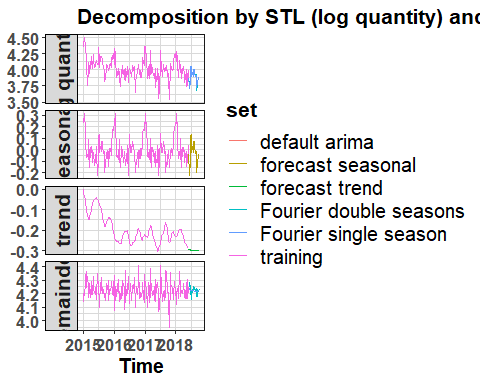 Decomposition by STL (log quantity) and
4.50
4.25
4.00
3.75
3.50
g quant
0.3
0.2
0.1
0.0
-0.1
-0.2
easona
0.0
-0.1
-0.2
-0.3
trend
4.4
4.3
4.2
4.1
4.0
mainde
2015 2016 2017 2018
Time
set
default arima
forecast seasonal
forecast trend
Fourier double seasons
Fourier single season
training